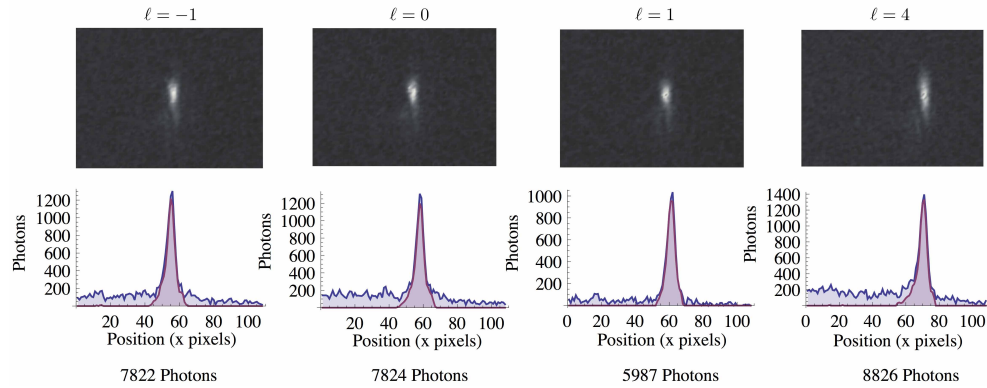 ℓ = −1
ℓ = 0
ℓ = 1
ℓ = 4
Photons
1200
1000
800
600
400
200
20 40 60 80 100
Position (x pixels)
7822 Photons
Photons
1200
1000
800
600
400
200
20 40 60 80 100
Position (x pixels)
7824 Photons
Photons
1000
800
600
400
200
0 20 40 60 80 100
Position (x pixels)
5987 Photons
Photons
1400
1200
1000
800
600
400
200
0 20 40 60 80 100
Position (x pixels)
8826 Photons